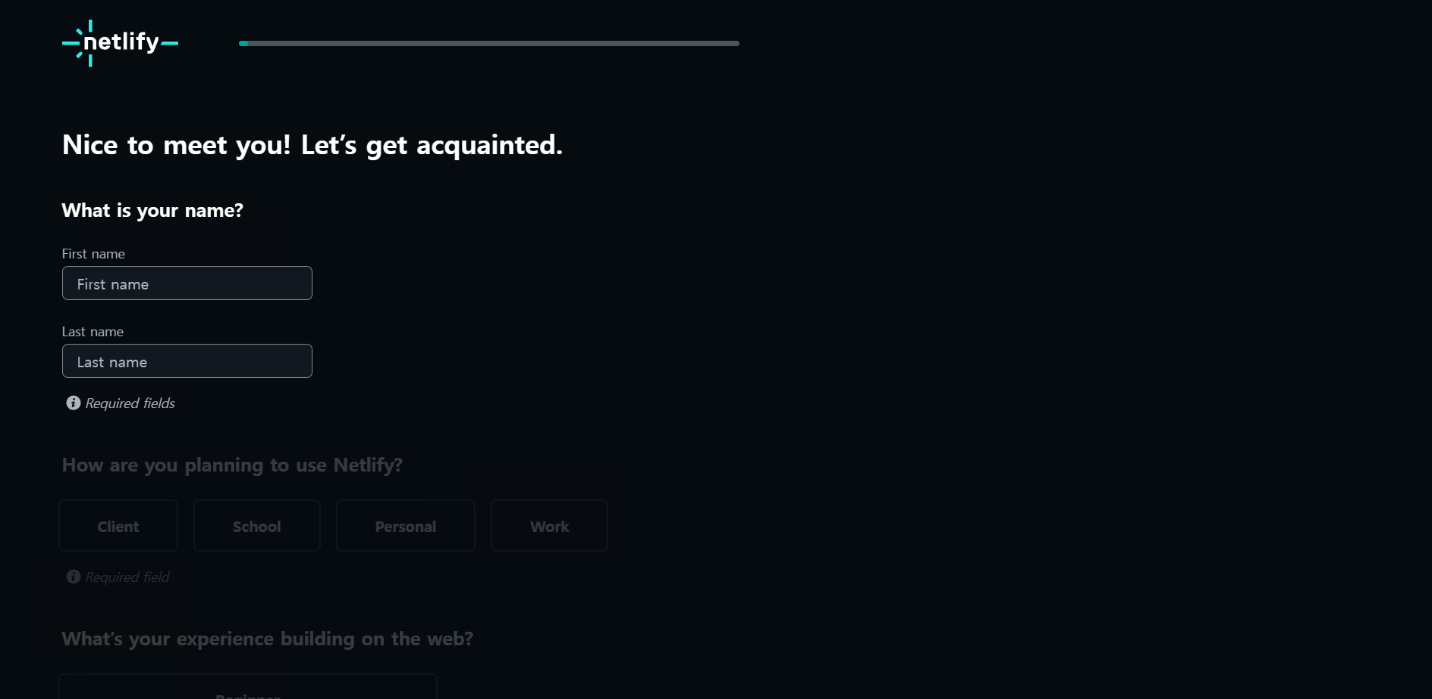 netlify
Nice to meet you! Let’s get acquainted.
What is your name?
First name
First name
Last name
Last name
Required fields
How are you planning to use Netlify?
Client School Personal Work
Required field
What’s your experience building on the web?
Beginner